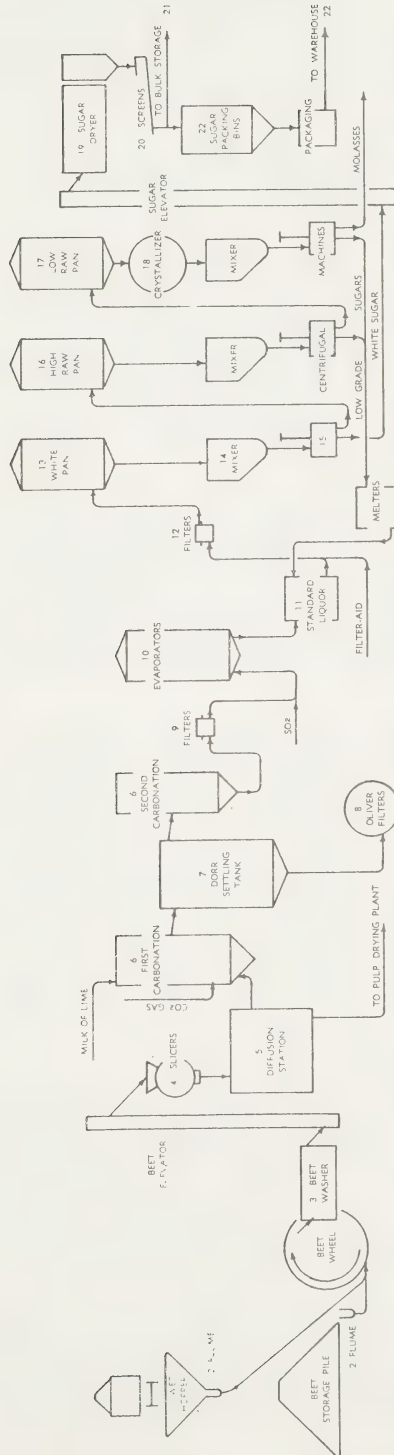 WET HOPPER
2 FLUME
BEET
STORAGE PILE
2 FLUME
BEET
WHEEL
3 BEET
WASHER
BEET
ELEVATOR
4 SLICERS
5
DIFFUSION
STATION
TO PULP DRYING PLANT
MILK OF LIME
CO2 GAS
6
FIRST
CARBONATION
7
DORR
SETTLING
TANK
8
OLIVER
FILTERS
6
SECOND
CARBONATION
9
FILTERS
SO2
10
EVAPORATORS
11
STANDARD
LIQUOR
FILTER-AID
12
FILTERS
13
WHITE
PAN
14
MIXER
15
MELTERS
16
HIGH
RAW
PAN
MIXER
CENTRIFUGAL
LOW GRADE
SUGARS
WHITE SUGAR
17
LOW
RAW
PAN
18
CRYSTALLIZER
MIXER
MACHINES
MOLASSES
SUGAR
ELEVATOR
19 SUGAR
DRYER
20 SCREENS
TO BULK STORAGE
21
22
SUGAR
PACKING
BINS
PACKAGING
TO WAREHOUSE
22